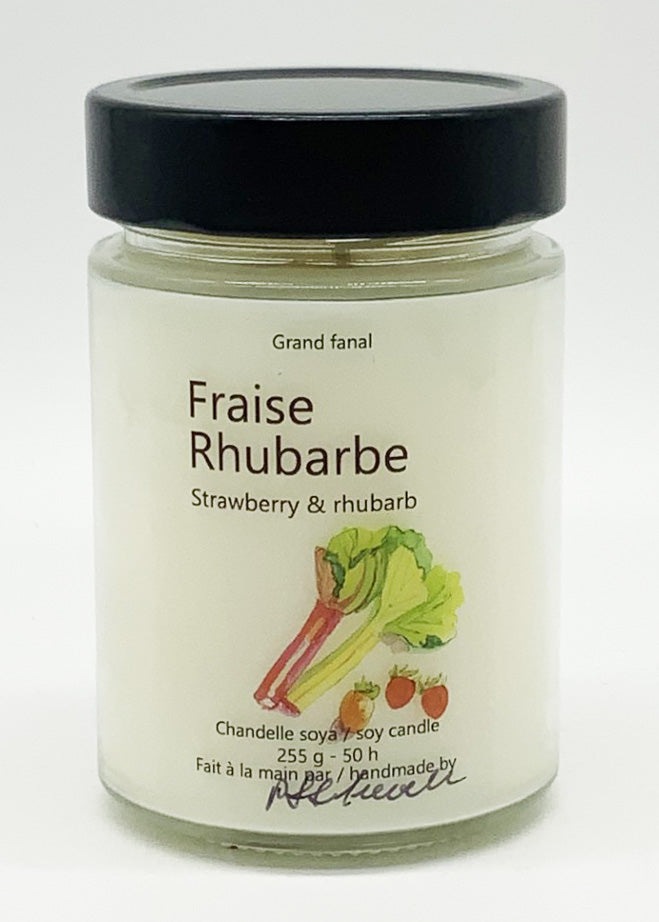 Grand fanal
Fraise
Rhubarbe
Strawberry & rhubarb
Chandelle soya / soy candle
255 g - 50 h
Fait à la main par / handmade by